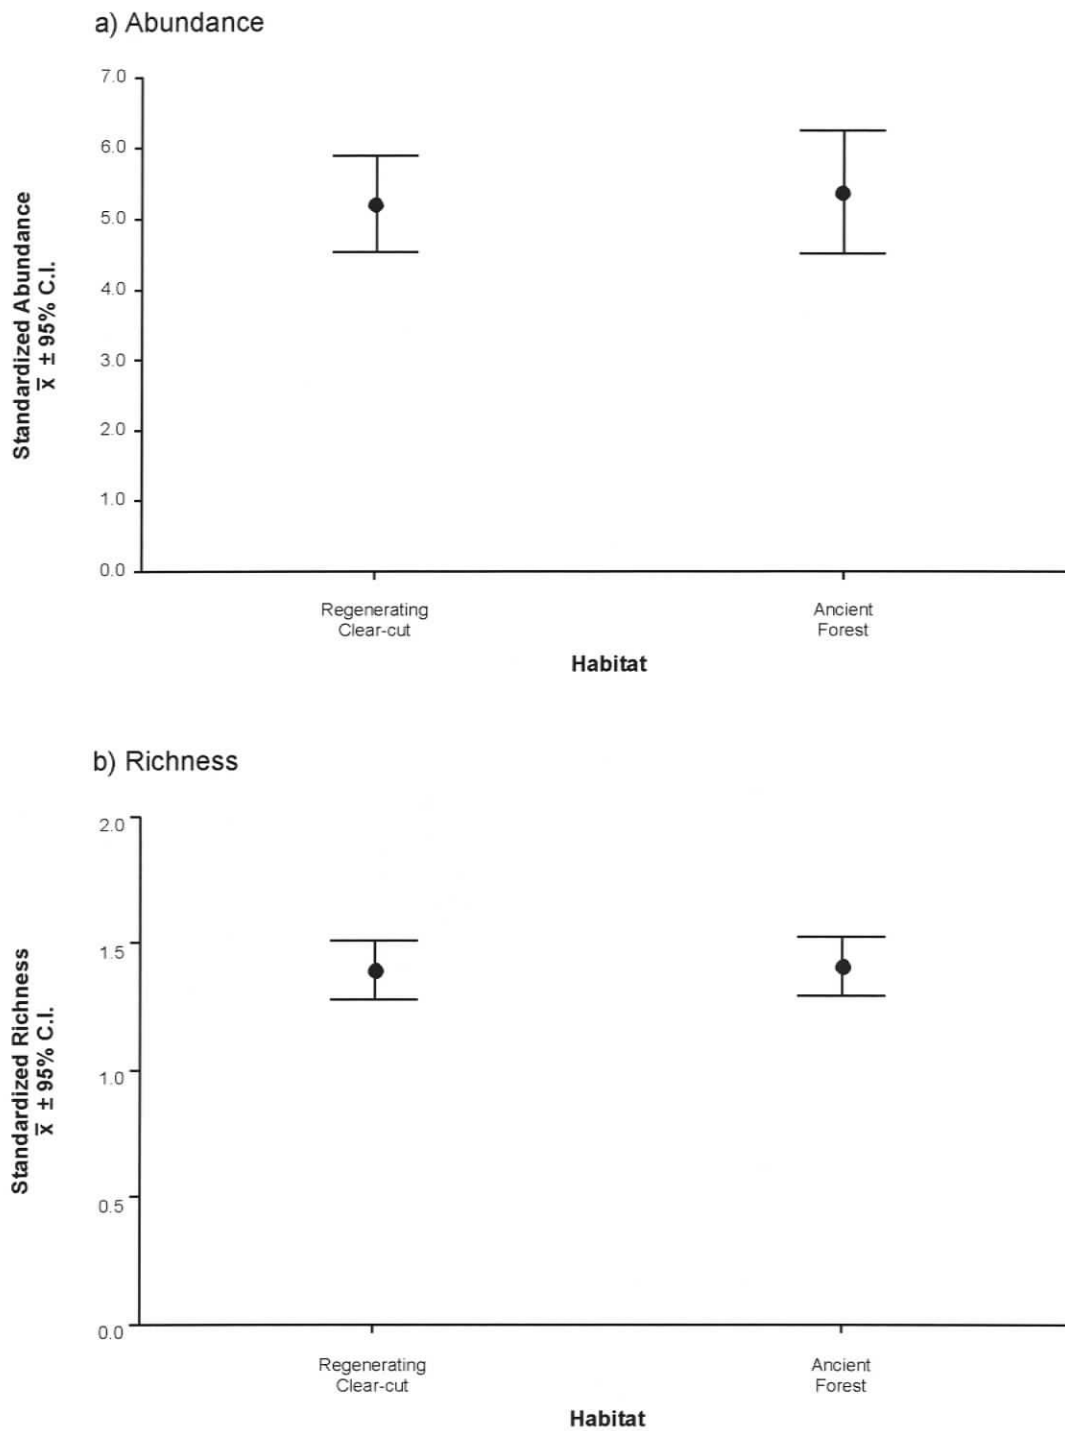 a) Abundance
7.0
6.0
5.0
4.0
3.0
2.0
1.0
0.0
Standardized Abundance
x̅ ± 95% C.I.
Regenerating
Clear-cut
Ancient
Forest
Habitat
b) Richness
2.0
1.5
1.0
0.5
0.0
Standardized Richness
x̅ ± 95% C.I.
Regenerating
Clear-cut
Ancient
Forest
Habitat